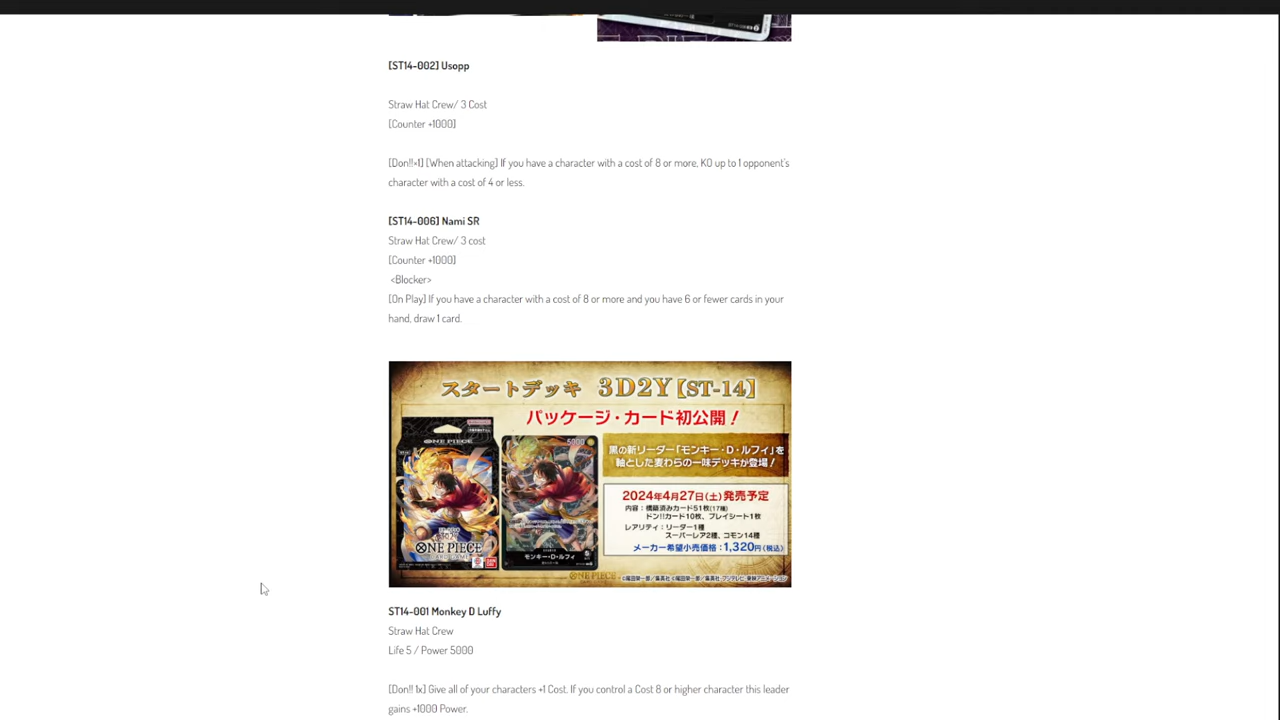 [ST14-002] Usopp
Straw Hat Crew/ 3 Cost
[Counter +1000]
[Don!!×1] [When attacking] If you have a character with a cost of 8 or more, KO up to 1 opponent's
character with a cost of 4 or less.
[ST14-006] Nami SR
Straw Hat Crew/ 3 cost
[Counter +1000]
<Blocker>
[On Play] If you have a character with a cost of 8 or more and you have 6 or fewer cards in your
hand, draw 1 card.
スタートデッキ 3D2Y【ST-14】
パッケージ・カード初公開！
黒の新リーダー「モンキー・D・ルフィ」を
軸とした麦わらの一味デッキが登場！
2024年4月27日(土)発売予定
内容：構築済みカード51枚(17種)
ドン!!カード10枚、プレイシート1枚
レアリティ：リーダー1種
スーパーレア2種、コモン14種
メーカー希望小売価格：1,320円(税込)
ONE PIECE
ONE PIECE
5000
モンキー・D・ルフィ
ONE PIECE
ST14-001 Monkey D Luffy
Straw Hat Crew
Life 5 / Power 5000
[Don!! 1x] Give all of your characters +1 Cost. If you control a Cost 8 or higher character this leader
gains +1000 Power.